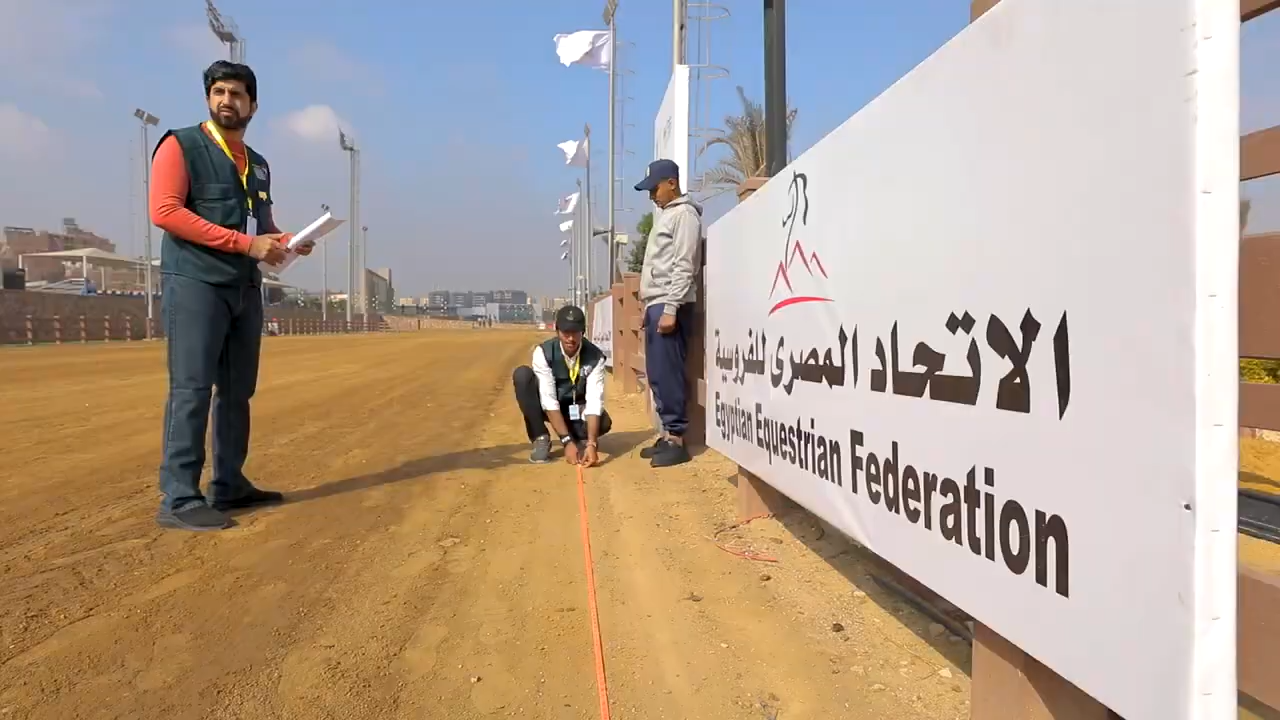 الاتحاد المصرى للفروسية
Egyptian Equestrian Federation